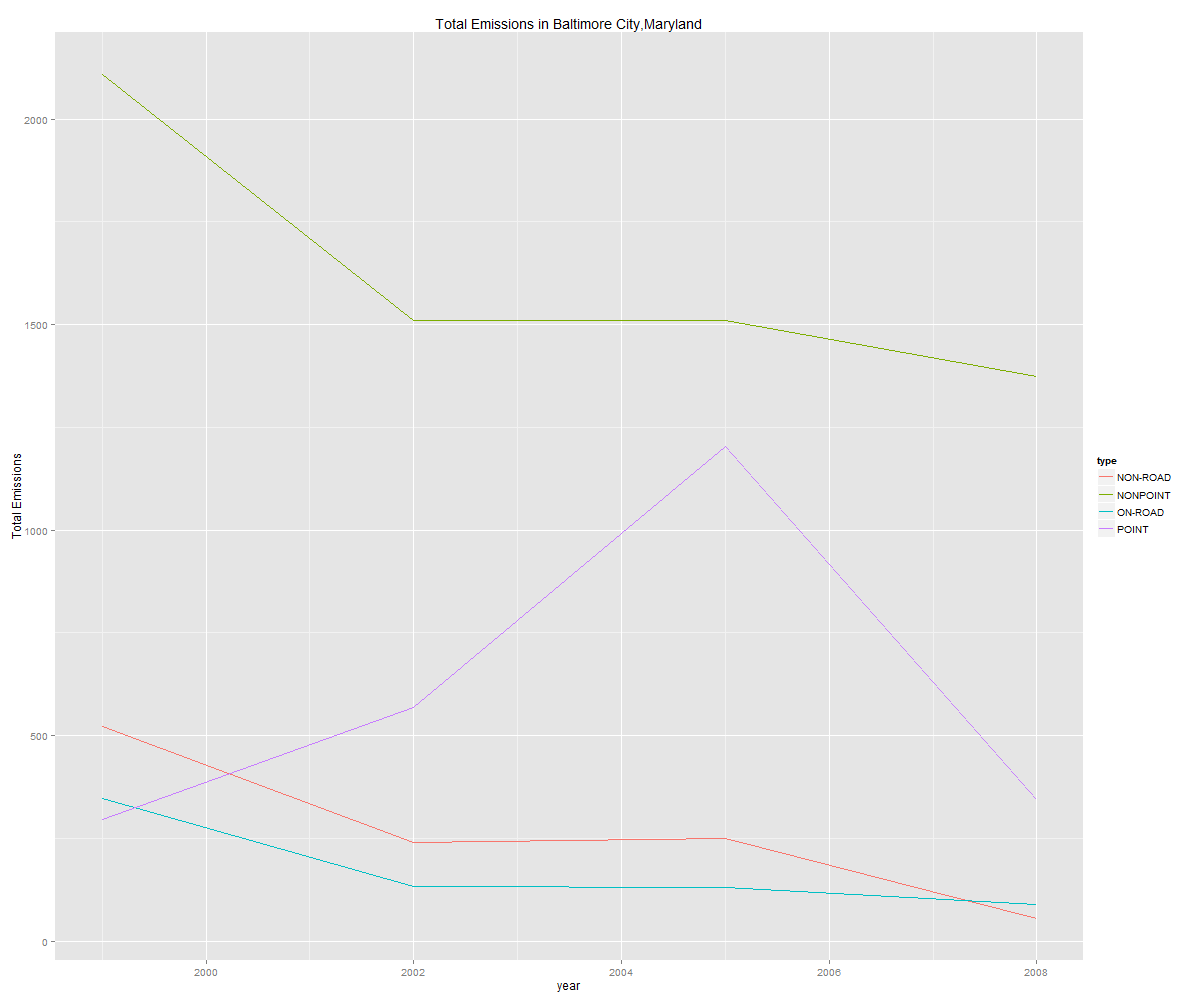 Total Emissions in Baltimore City,Maryland
2000
1500
1000
500
0
Total Emissions
2000
2002
2004
2006
2008
year
type
NON-ROAD
NONPOINT
ON-ROAD
POINT